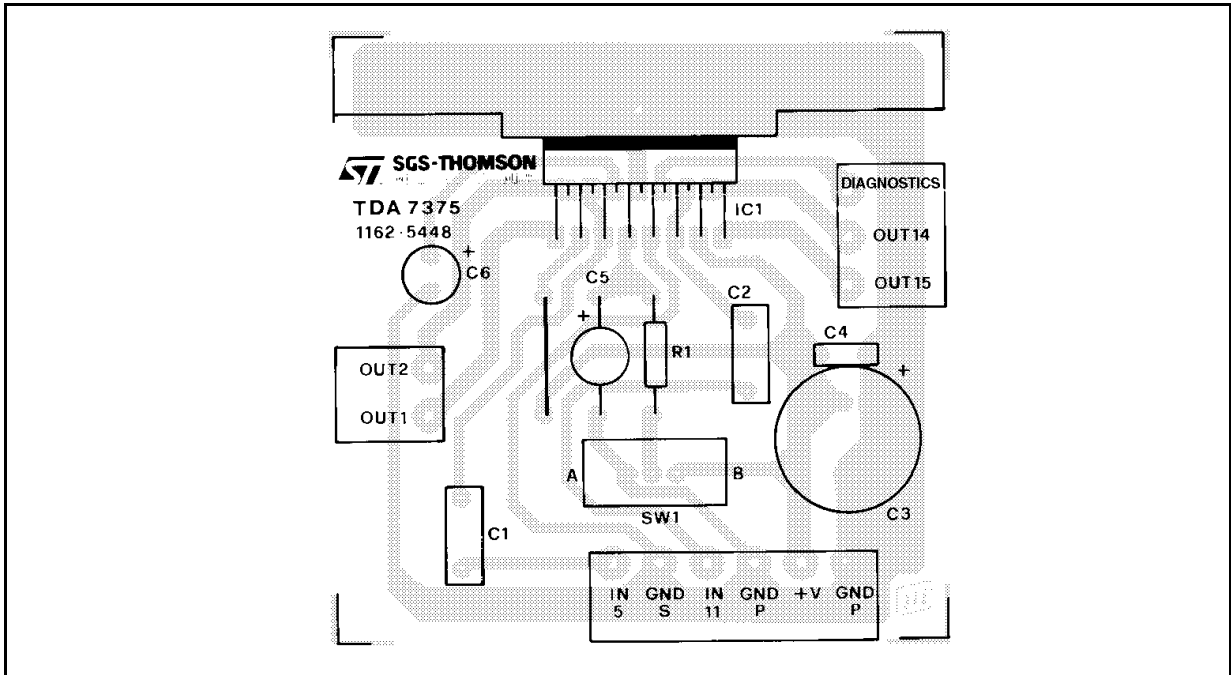 SGS-THOMSON
TDA 7375
1162·5448
+
C6
IC1
DIAGNOSTICS
OUT14
OUT15
C5
+
R1
C2
C4
+
C3
OUT2
OUT1
A
B
SW1
C1
IN GND IN GND +V GND
5 S 11 P P